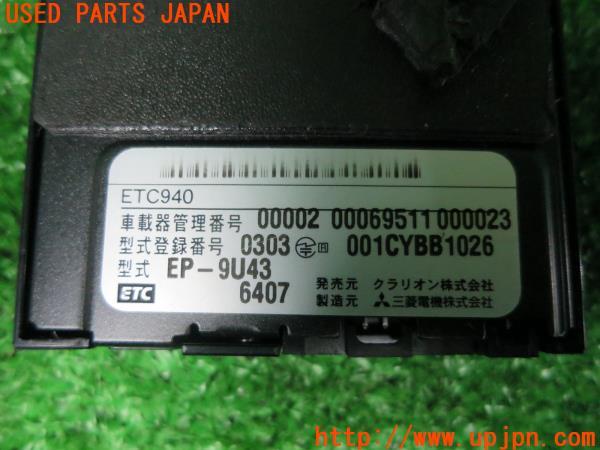 USED PARTS JAPAN
ETC940
車載器管理番号 00002 00069511 000023
型式登録番号 0303 001CYBB1026
型式 EP-9U43
発売元 クラリオン株式会社
ETC 6407 製造元 三菱電機株式会社
http://www.upjpn.com